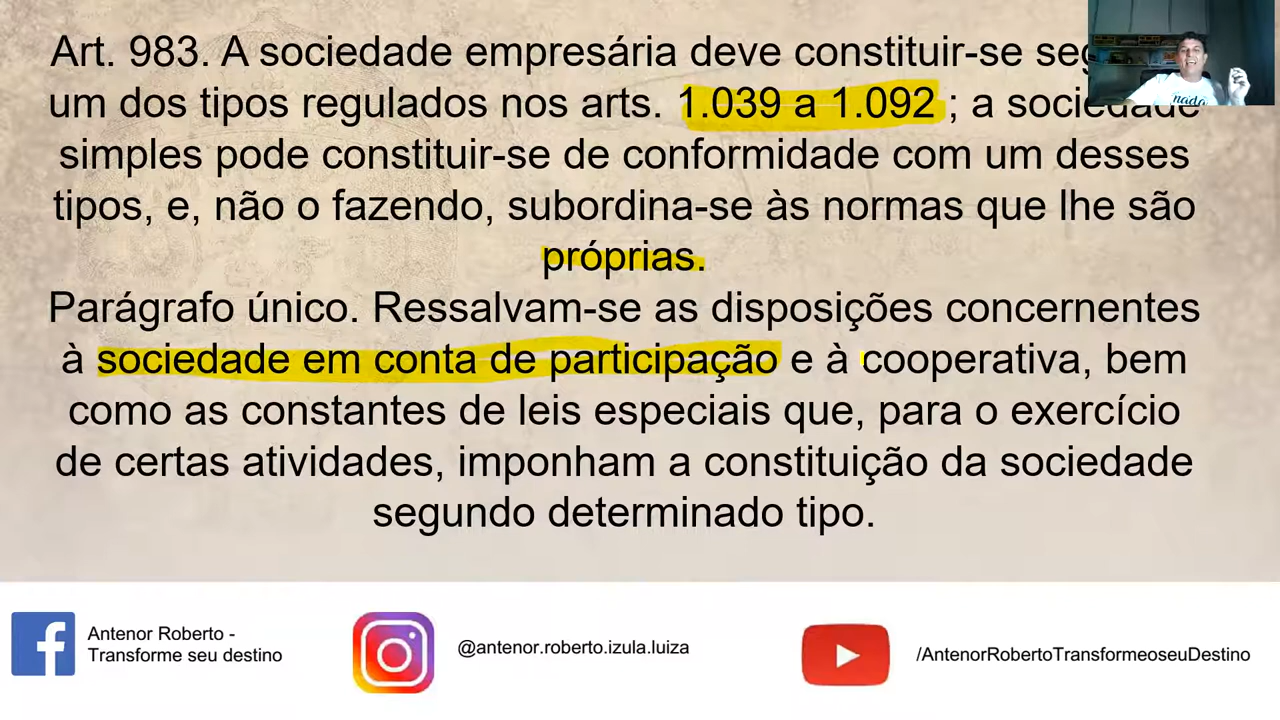 Art. 983. A sociedade empresária deve constituir-se
um dos tipos regulados nos arts. 1.039 a 1.092 ; a sociedade
simples pode constituir-se de conformidade com um desses
tipos, e, não o fazendo, subordina-se às normas que lhe são
próprias.
Parágrafo único. Ressalvam-se as disposições concernentes
à sociedade em conta de participação e à cooperativa, bem
como as constantes de leis especiais que, para o exercício
de certas atividades, imponham a constituição da sociedade
segundo determinado tipo.
nada
Antenor Roberto -
Transforme seu destino
@antenor.roberto.izula.luiza
/AntenorRobertoTransformeoseuDestino